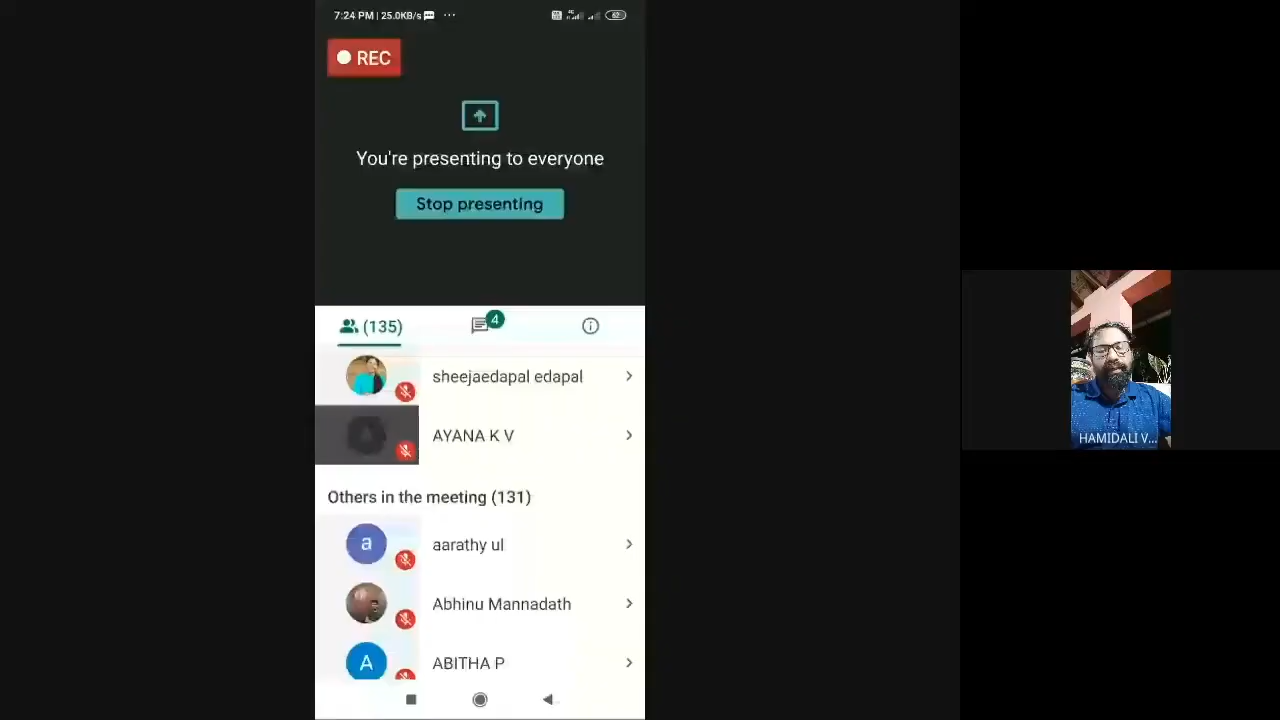 7:24 PM | 25.0KB/s ...
62
REC
You're presenting to everyone
Stop presenting
(135)
4
sheejaedapal edapal
AYANA K V
Others in the meeting (131)
a
aarathy ul
Abhinu Mannadath
A
ABITHA P
HAMIDALI V...